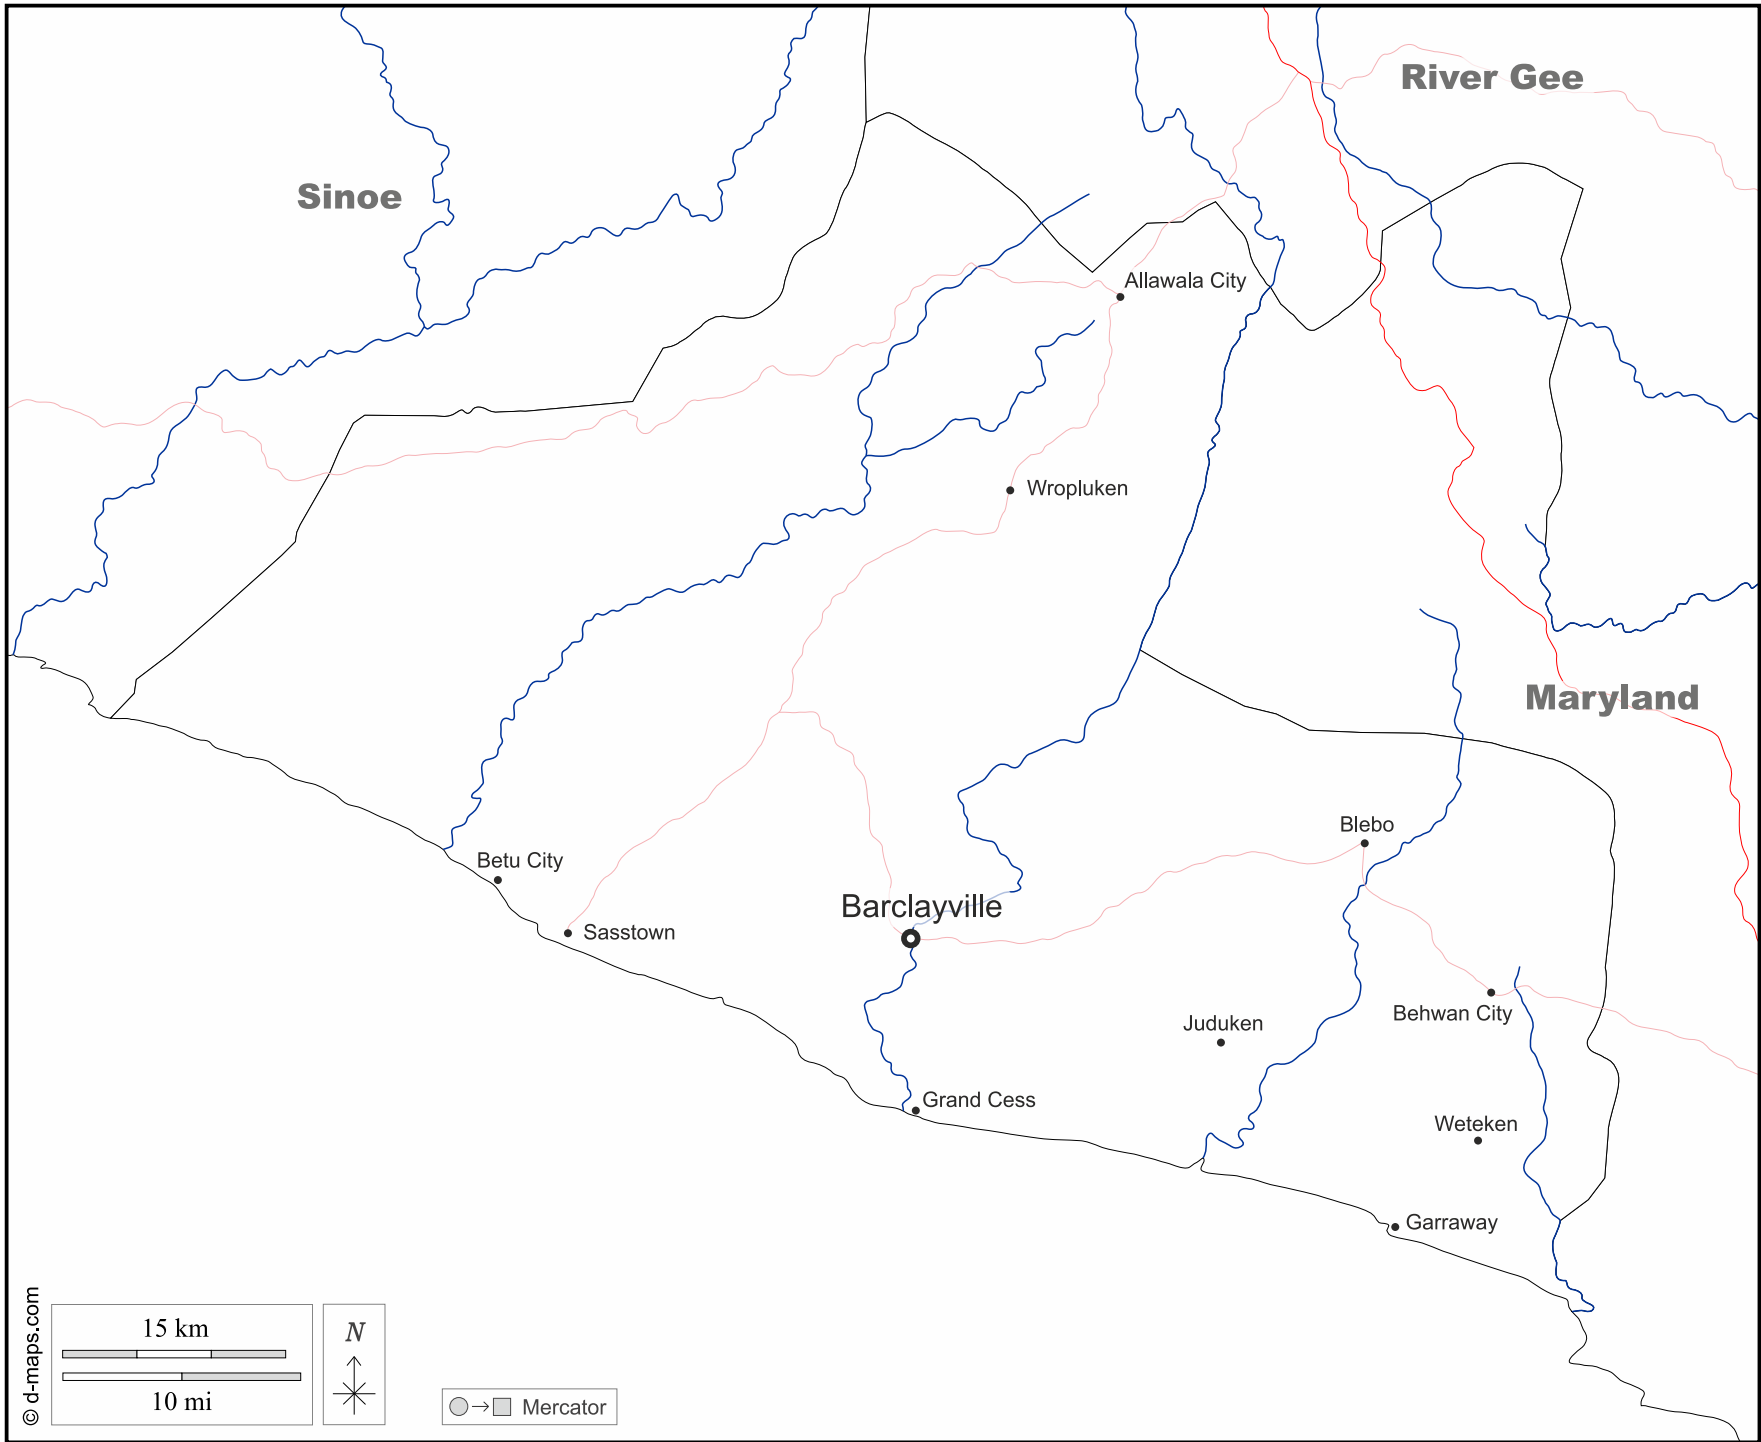 River Gee
Sinoe
Allawala City
Wropluken
Maryland
Blebo
Betu City
Barclayville
Sasstown
Behwan City
Juduken
Grand Cess
Weteken
Garraway
© d-maps.com
15 km
10 mi
N
Mercator